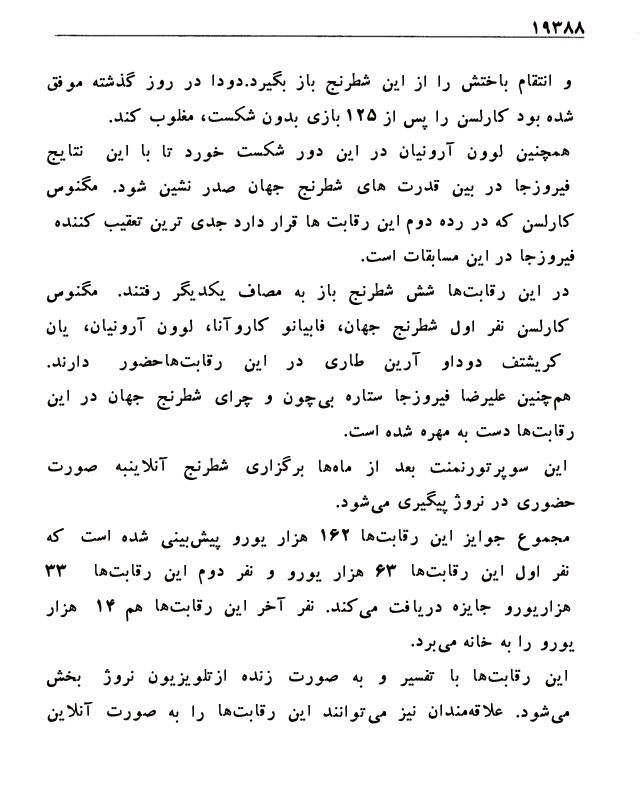 ۱۹۳۸۸
و انتقام باختش را از این شطرنج باز بگیرد.دودا در روز گذشته موفق
شده بود کارلسن را پس از ۱۲۵ بازی بدون شکست، مغلوب کند.
همچنین لوون آرونیان در این دور شکست خورد تا با این نتایج
فیروزجا در بین قدرت های شطرنج جهان صدر نشین شود. مگنوس
کارلسن که در رده دوم این رقابت ها قرار دارد جدی ترین تعقیب کننده
فیروزجا در این مسابقات است.
در این رقابت‌ها شش شطرنج باز به مصاف یکدیگر رفتند. مگنوس
کارلسن نفر اول شطرنج جهان، فابیانو کاروآنا، لوون آرونیان، یان
کریشتف دوداو آرین طاری در این رقابت‌هاحضور دارند.
هم‌چنین علیرضا فیروزجا ستاره بی‌چون و چرای شطرنج جهان در این
رقابت‌ها دست به مهره شده است.
این سوپرتورنمنت بعد از ماه‌ها برگزاری شطرنج آنلاینبه صورت
حضوری در نروژ پیگیری می‌شود.
مجموع جوایز این رقابت‌ها ۱۶۲ هزار یورو پیش‌بینی شده است که
نفر اول این رقابت‌ها ۶۳ هزار یورو و نفر دوم این رقابت‌ها ۳۳
هزاریورو جایزه دریافت می‌کند. نفر آخر این رقابت‌ها هم ۱۴ هزار
یورو را به خانه می‌برد.
این رقابت‌ها با تفسیر و به صورت زنده ازتلویزیون نروژ بخش
می‌شود. علاقه‌مندان نیز می‌توانند این رقابت‌ها را به صورت آنلاین